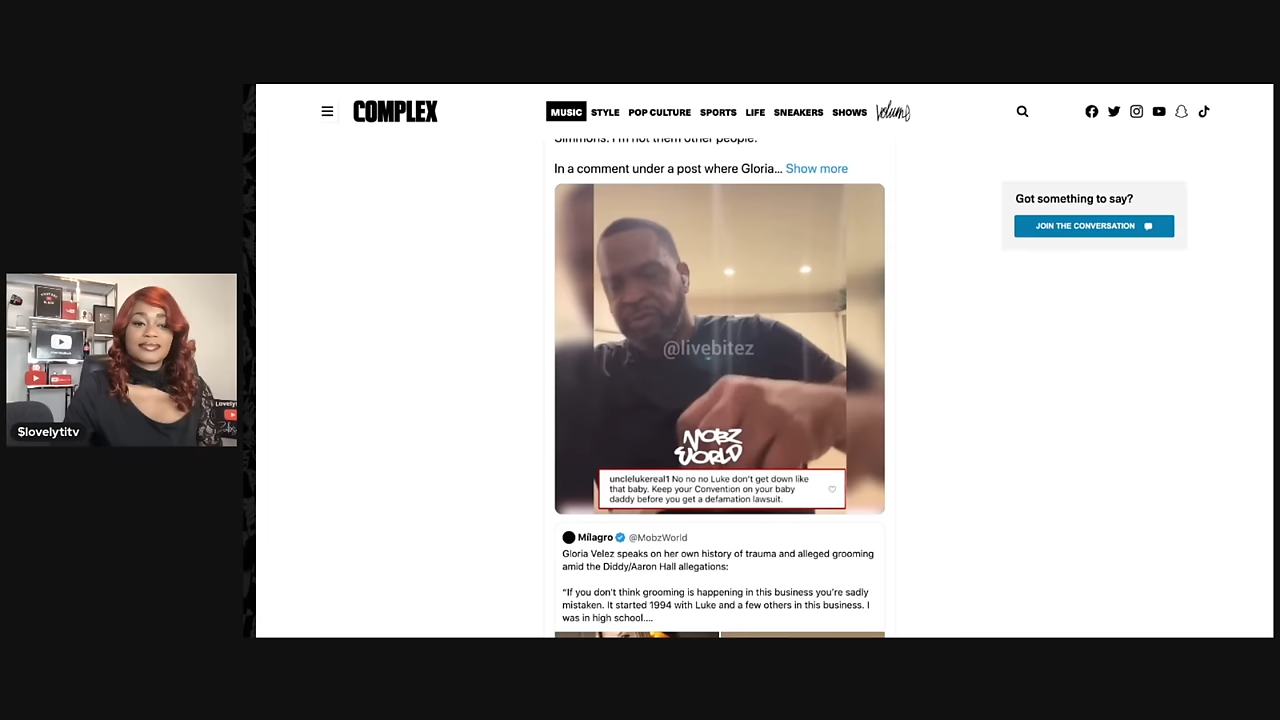 COMPLEX
MUSIC STYLE POP CULTURE SPORTS LIFE SNEAKERS SHOWS Volume
Simmons. I'm not them other people.
In a comment under a post where Gloria... Show more
Got something to say?
JOIN THE CONVERSATION
@livebitez
MOBZ
WORLD
unclelukereal1 No no no Luke don't get down like
that baby. Keep your Convention on your baby
daddy before you get a defamation lawsuit.
Mílagro @MobzWorld
Gloria Velez speaks on her own history of trauma and alleged grooming
amid the Diddy/Aaron Hall allegations:
“If you don't think grooming is happening in this business you're sadly
mistaken. It started 1994 with Luke and a few others in this business. I
was in high school....
$lovelytitv